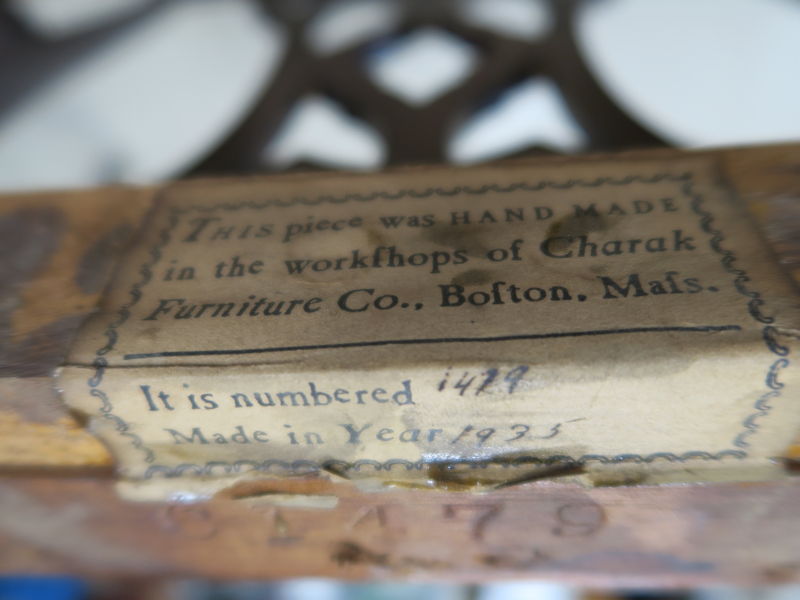 THIS piece was HAND MADE
in the workſhops of Charak
Furniture Co., Boſton, Maſs.
It is numbered 1479
Made in Year 1935
1479